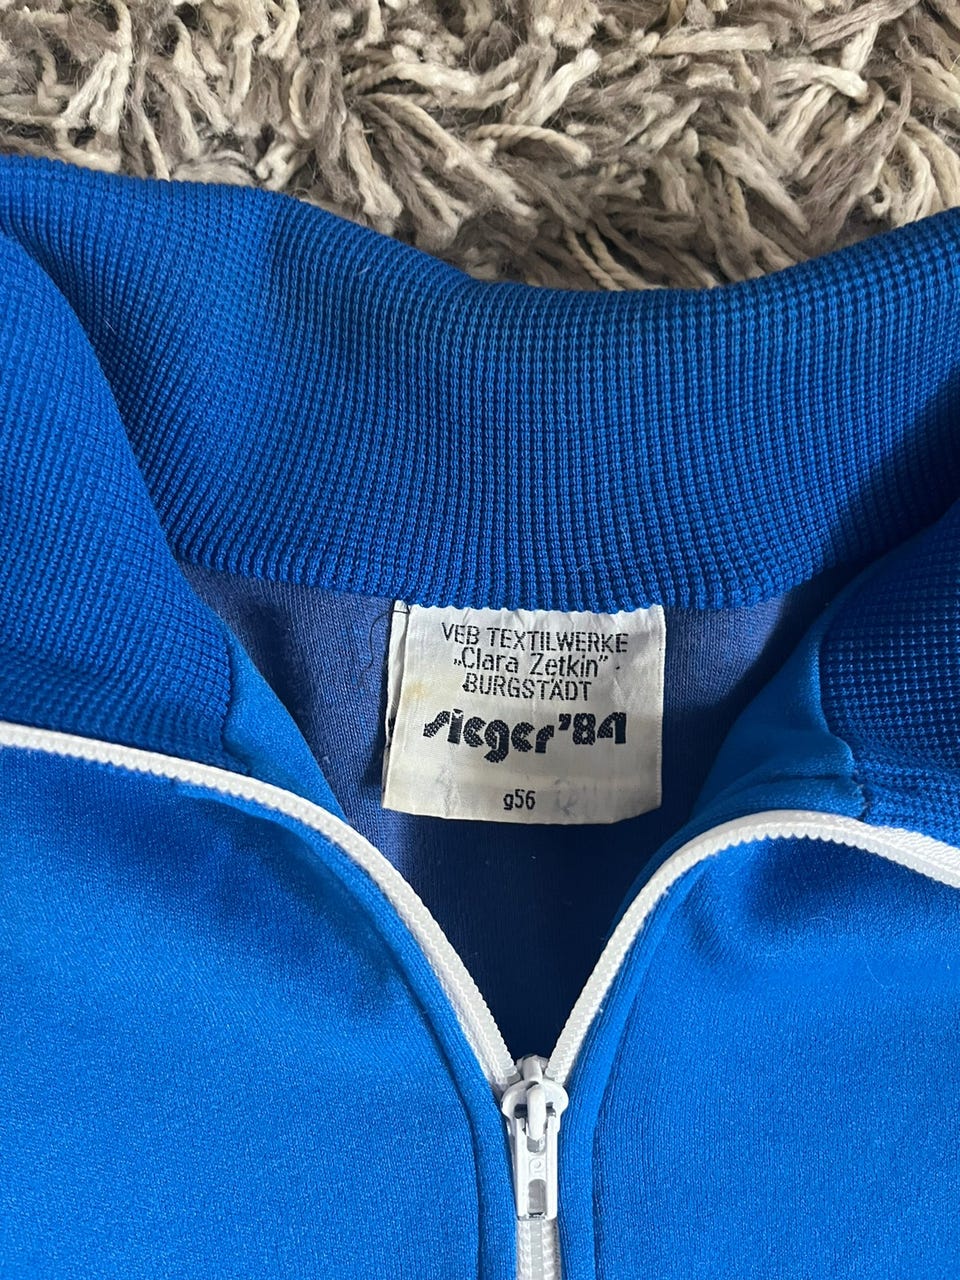 VEB TEXTILWERKE
„Clara Zetkin”
BURGSTÄDT
sieger'84
g56